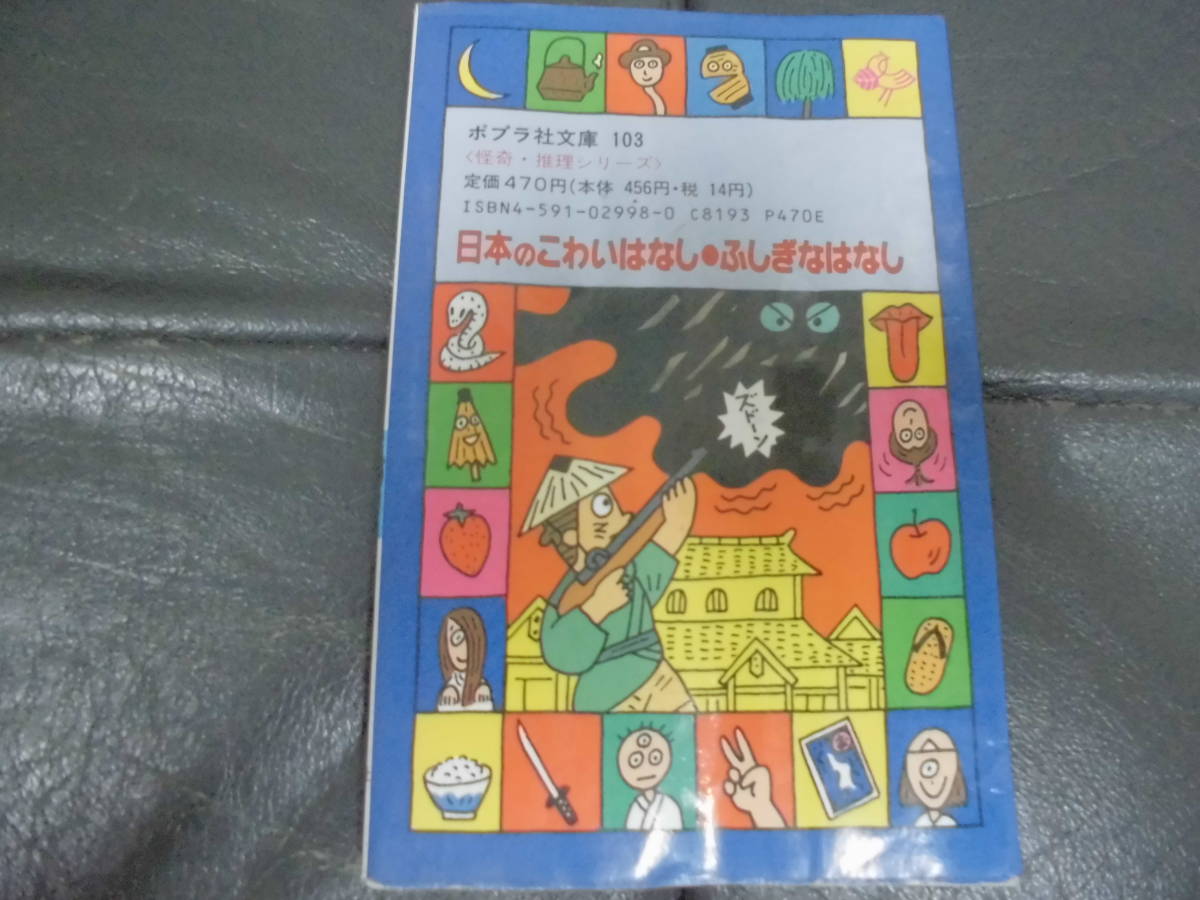 ポプラ社文庫 103
〈怪奇・推理シリーズ〉
定価470円(本体 456円・税 14円)
ISBN4-591-02998-0 C8193 P470E
日本のこわいはなし●ふしぎなはなし
ズドーン